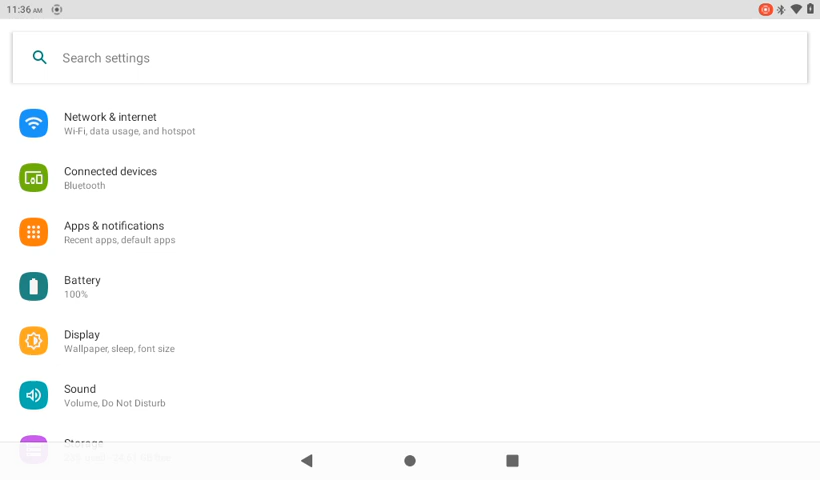 11:36 AM
Search settings
Network & internet
Wi-Fi, data usage, and hotspot
Connected devices
Bluetooth
Apps & notifications
Recent apps, default apps
Battery
100%
Display
Wallpaper, sleep, font size
Sound
Volume, Do Not Disturb
Storage